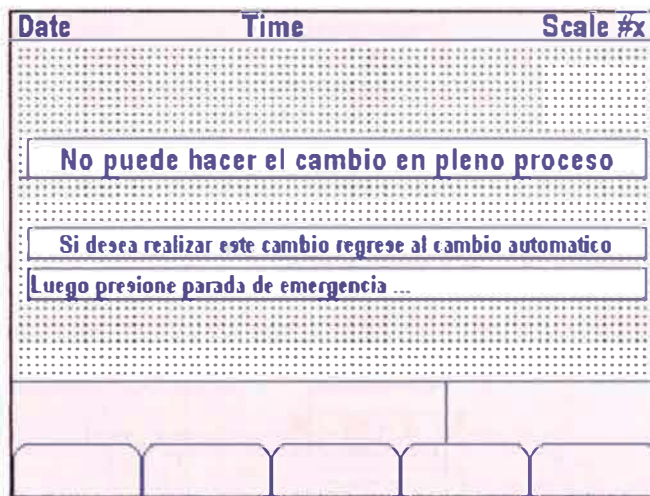 Date Time Scale #x
No puede hacer el cambio en pleno proceso
Si desea realizar este cambio regrese al cambio automatico
Luego presione parada de emergencia ...